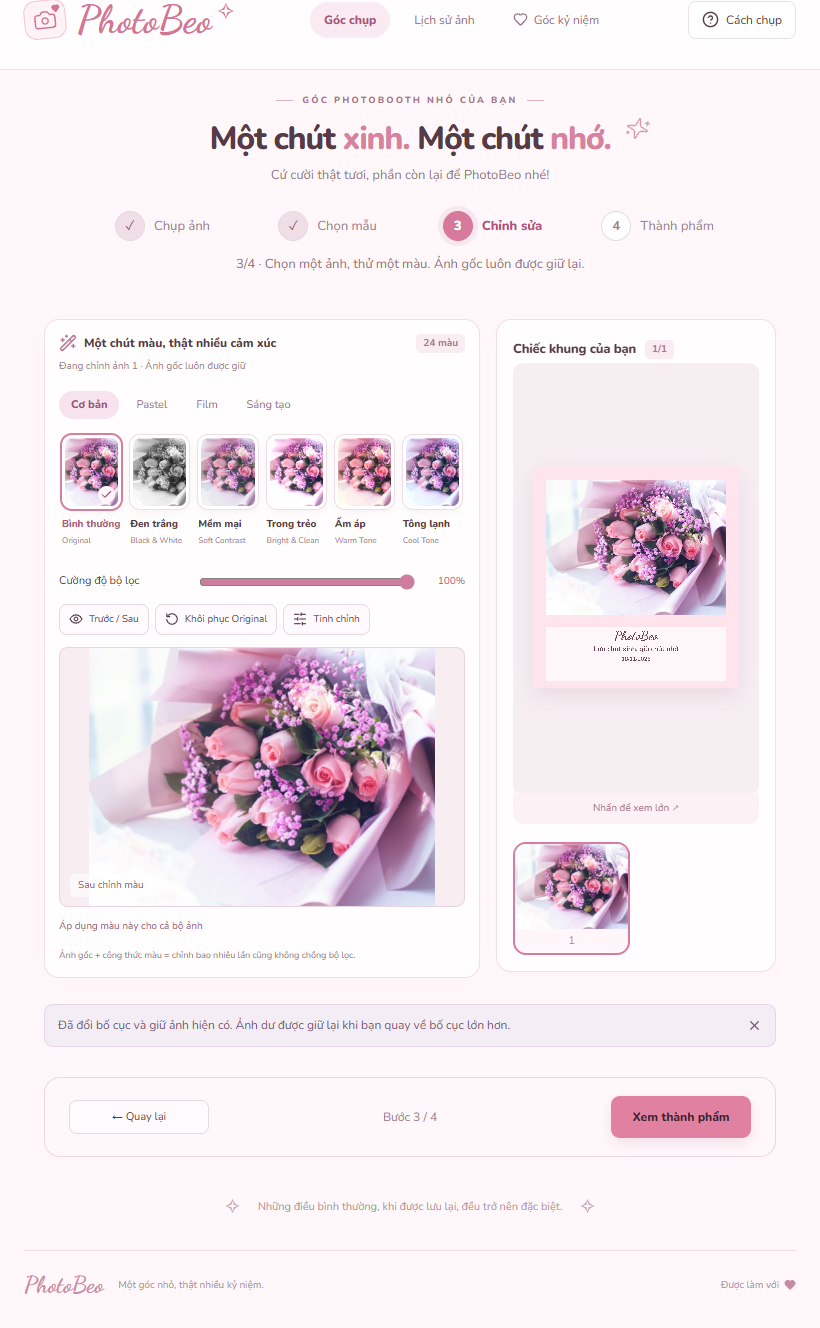 PhotoBeo
Góc chụp
Lịch sử ảnh
Góc kỷ niệm
Cách chụp
GÓC PHOTOBOOTH NHỎ CỦA BẠN
Một chút xinh. Một chút nhớ.
Cứ cười thật tươi, phần còn lại để PhotoBeo nhé!
✓ Chụp ảnh
✓ Chọn mẫu
3 Chỉnh sửa
4 Thành phẩm
3/4 · Chọn một ảnh, thử một màu. Ảnh gốc luôn được giữ lại.
Một chút màu, thật nhiều cảm xúc
24 màu
Đang chỉnh ảnh 1 · Ảnh gốc luôn được giữ
Cơ bản
Pastel
Film
Sáng tạo
Bình thường
Đen trắng
Mềm mại
Trong trẻo
Ấm áp
Tông lạnh
Original
Black & White
Soft Contrast
Bright & Clean
Warm Tone
Cool Tone
Cường độ bộ lọc
100%
Trước / Sau
Khôi phục Original
Tinh chỉnh
Sau chỉnh màu
Áp dụng màu này cho cả bộ ảnh
Ảnh gốc + công thức màu = chỉnh bao nhiêu lần cũng không chồng bộ lọc.
Chiếc khung của bạn
1/1
PhotoBeo
Nhấn để xem lớn ↗
1
Đã đổi bố cục và giữ ảnh hiện có. Ảnh dư được giữ lại khi bạn quay về bố cục lớn hơn.
← Quay lại
Bước 3 / 4
Xem thành phẩm
Những điều bình thường, khi được lưu lại, đều trở nên đặc biệt.
PhotoBeo
Một góc nhỏ, thật nhiều kỷ niệm.
Được làm với